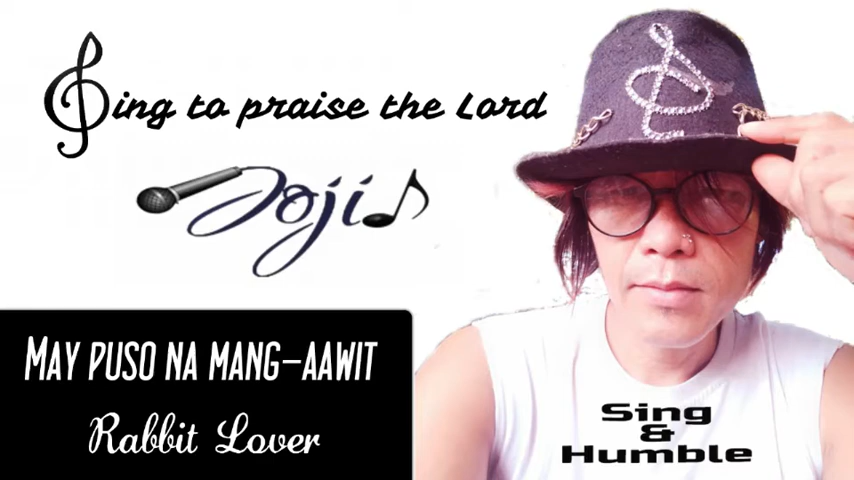 Sing to praise the Lord
Joji
MAY PUSO NA MANG-AAWIT
Rabbit Lover
Sing
&
Humble